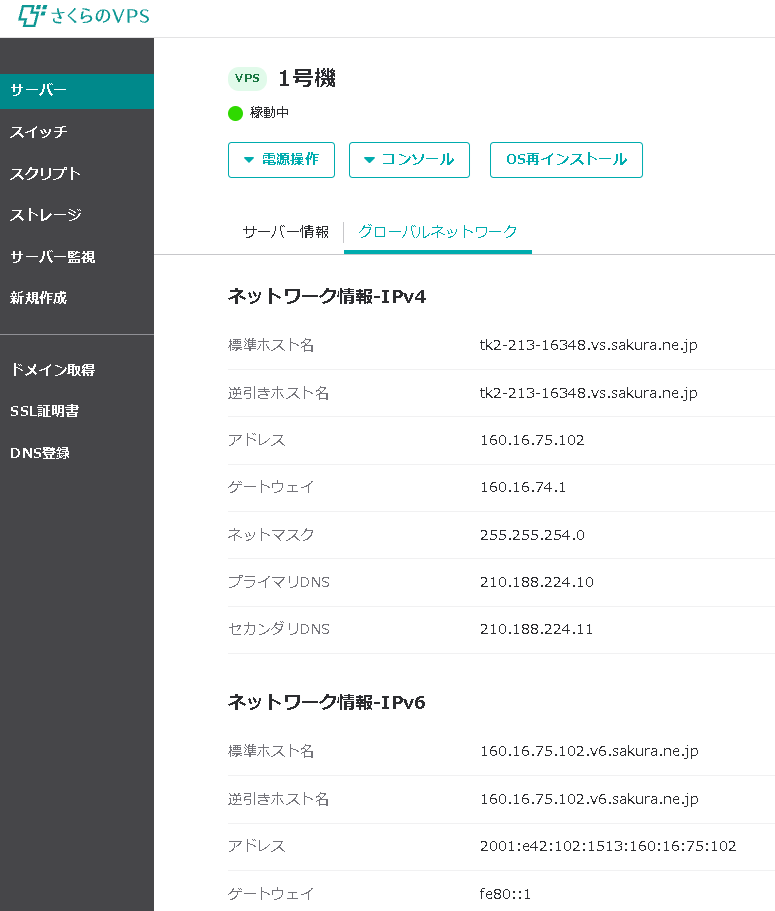 さくらのVPS
サーバー
スイッチ
スクリプト
ストレージ
サーバー監視
新規作成
ドメイン取得
SSL証明書
DNS登録
VPS 1号機
稼動中
電源操作 コンソール OS再インストール
サーバー情報 グローバルネットワーク
ネットワーク情報-IPv4
標準ホスト名 tk2-213-16348.vs.sakura.ne.jp
逆引きホスト名 tk2-213-16348.vs.sakura.ne.jp
アドレス 160.16.75.102
ゲートウェイ 160.16.74.1
ネットマスク 255.255.254.0
プライマリDNS 210.188.224.10
セカンダリDNS 210.188.224.11
ネットワーク情報-IPv6
標準ホスト名 160.16.75.102.v6.sakura.ne.jp
逆引きホスト名 160.16.75.102.v6.sakura.ne.jp
アドレス 2001:e42:102:1513:160:16:75:102
ゲートウェイ fe80::1